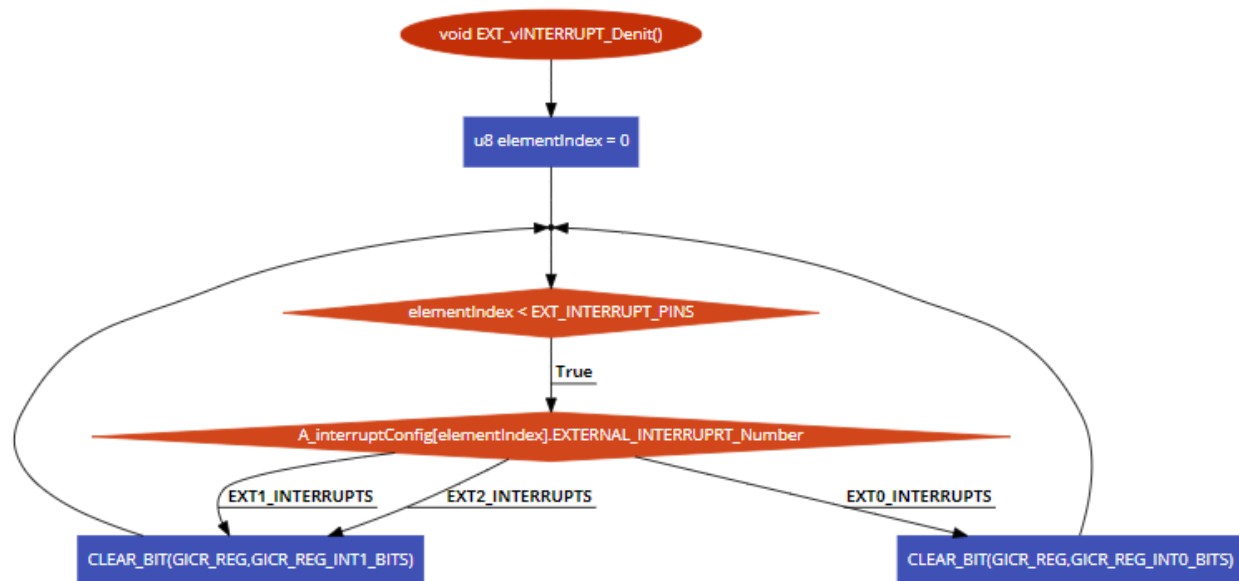 void EXT_vINTERRUPT_Denit()
u8 elementIndex = 0
elementIndex < EXT_INTERRUPT_PINS
True
A_interruptConfig[elementIndex].EXTERNAL_INTERRUPRT_Number
EXT1_INTERRUPTS
EXT2_INTERRUPTS
EXT0_INTERRUPTS
CLEAR_BIT(GICR_REG,GICR_REG_INT1_BITS)
CLEAR_BIT(GICR_REG,GICR_REG_INT0_BITS)